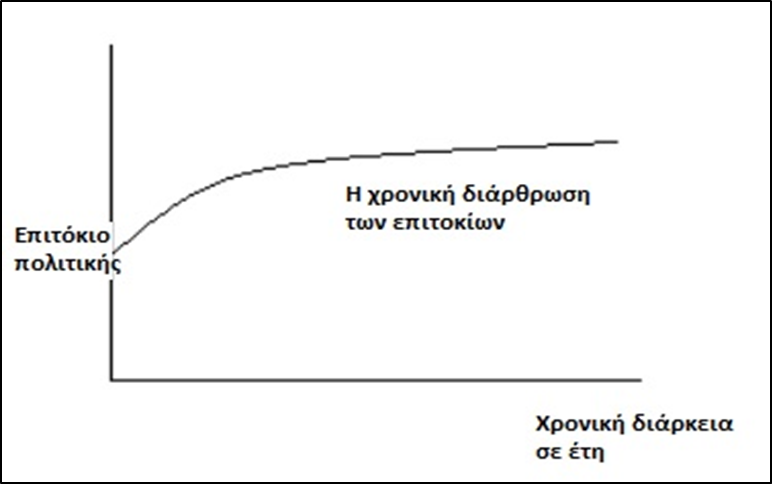 Η χρονική διάρθρωση
των επιτοκίων
Επιτόκιο
πολιτικής
Χρονική διάρκεια
σε έτη